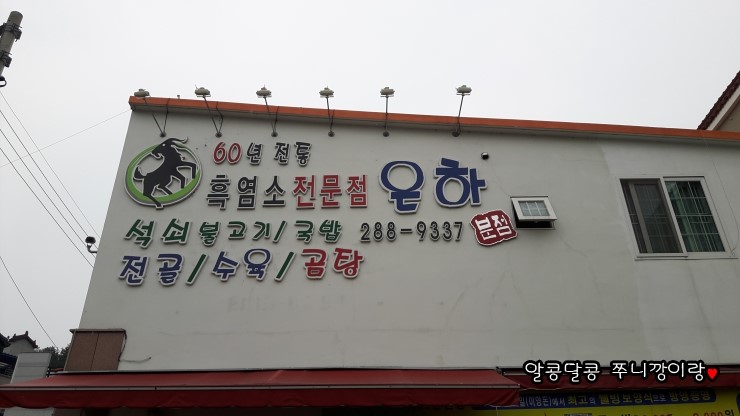 60년 전통
흑염소전문점 은하
석쇠불고기/국밥 288-9337 분점
전골/수육/곰탕
알콩달콩 쭈니깡이랑♥